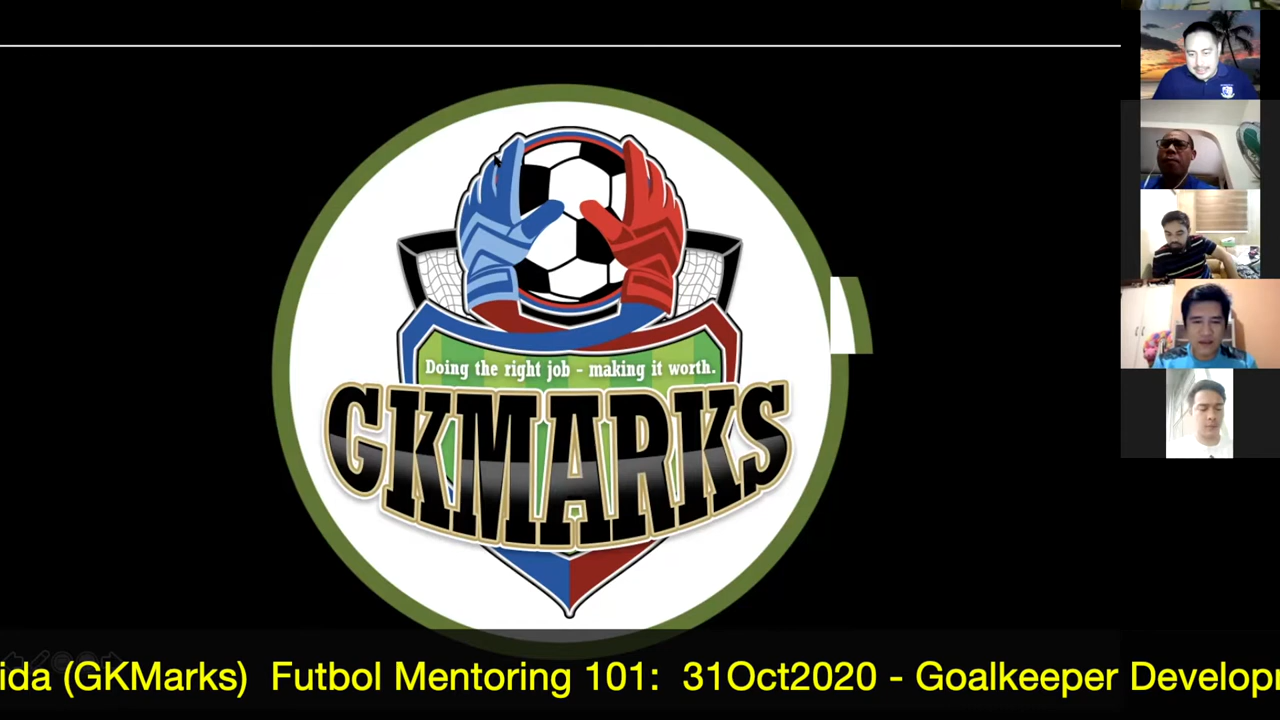 Doing the right job - making it worth.
GKMARKS
ida (GKMarks) Futbol Mentoring 101: 31Oct2020 - Goalkeeper Develop